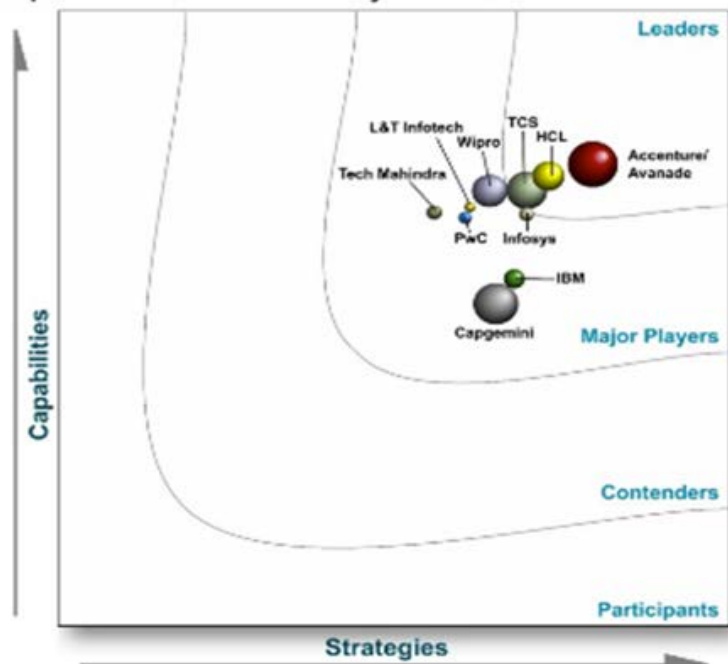 Leaders
L&T Infotech
TCS
HCL
Wipro
Accenture/
Avanade
Tech Mahindra
PwC
Infosys
IBM
Capgemini
Major Players
Capabilities
Contenders
Participants
Strategies